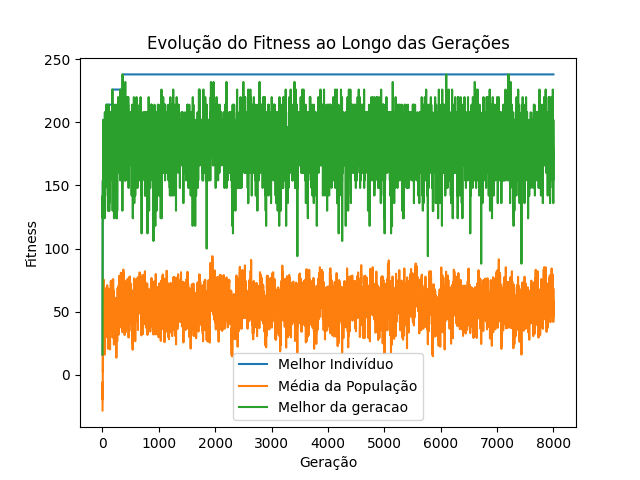 Evolução do Fitness ao Longo das Gerações
250
200
150
100
50
0
Fitness
Melhor Indivíduo
Média da População
Melhor da geracao
0 1000 2000 3000 4000 5000 6000 7000 8000
Geração